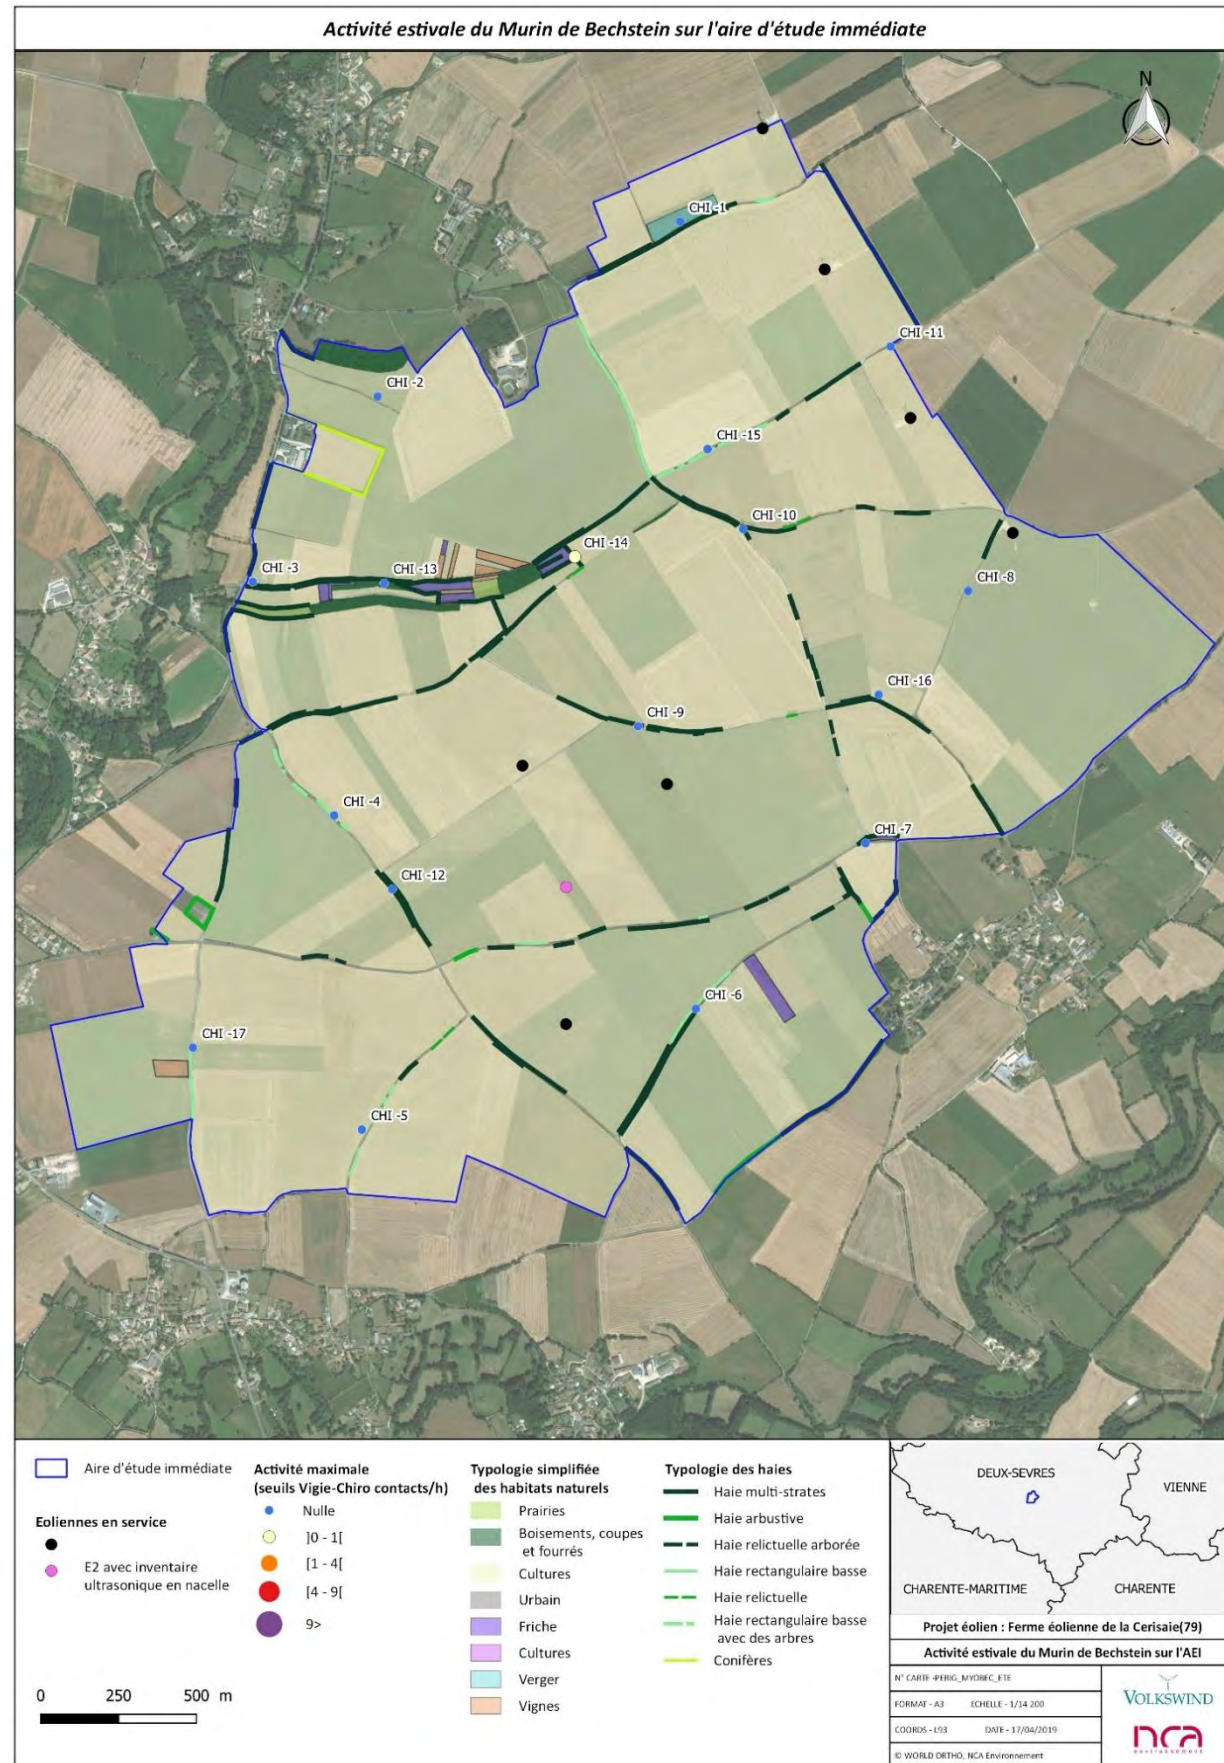 Activité estivale du Murin de Bechstein sur l'aire d'étude immédiate
N
CHI -1
CHI -11
CHI -2
CHI -15
CHI -10
CHI -14
CHI -3
CHI -13
CHI -8
CHI -16
CHI -9
CHI -4
CHI -7
CHI -12
CHI -6
CHI -17
CHI -5
Aire d'étude immédiate
Eoliennes en service
E2 avec inventaire
ultrasonique en nacelle
0 250 500 m
Activité maximale
(seuils Vigie-Chiro contacts/h)
Nulle
]0 - 1[
[1 - 4[
[4 - 9[
9>
Typologie simplifiée
des habitats naturels
Prairies
Boisements, coupes
et fourrés
Cultures
Urbain
Friche
Cultures
Verger
Vignes
Typologie des haies
Haie multi-strates
Haie arbustive
Haie relictuelle arborée
Haie rectangulaire basse
Haie relictuelle
Haie rectangulaire basse
avec des arbres
Conifères
DEUX-SEVRES
VIENNE
CHARENTE-MARITIME
CHARENTE
Projet éolien : Ferme éolienne de la Cerisaie(79)
Activité estivale du Murin de Bechstein sur l'AEI
N° CARTE -PERIG_MYOBEC_ETE
FORMAT - A3 ECHELLE - 1/14 200
COORDS - L93 DATE - 17/04/2019
© WORLD ORTHO, NCA Environnement
VOLKSWIND
nca
environnement